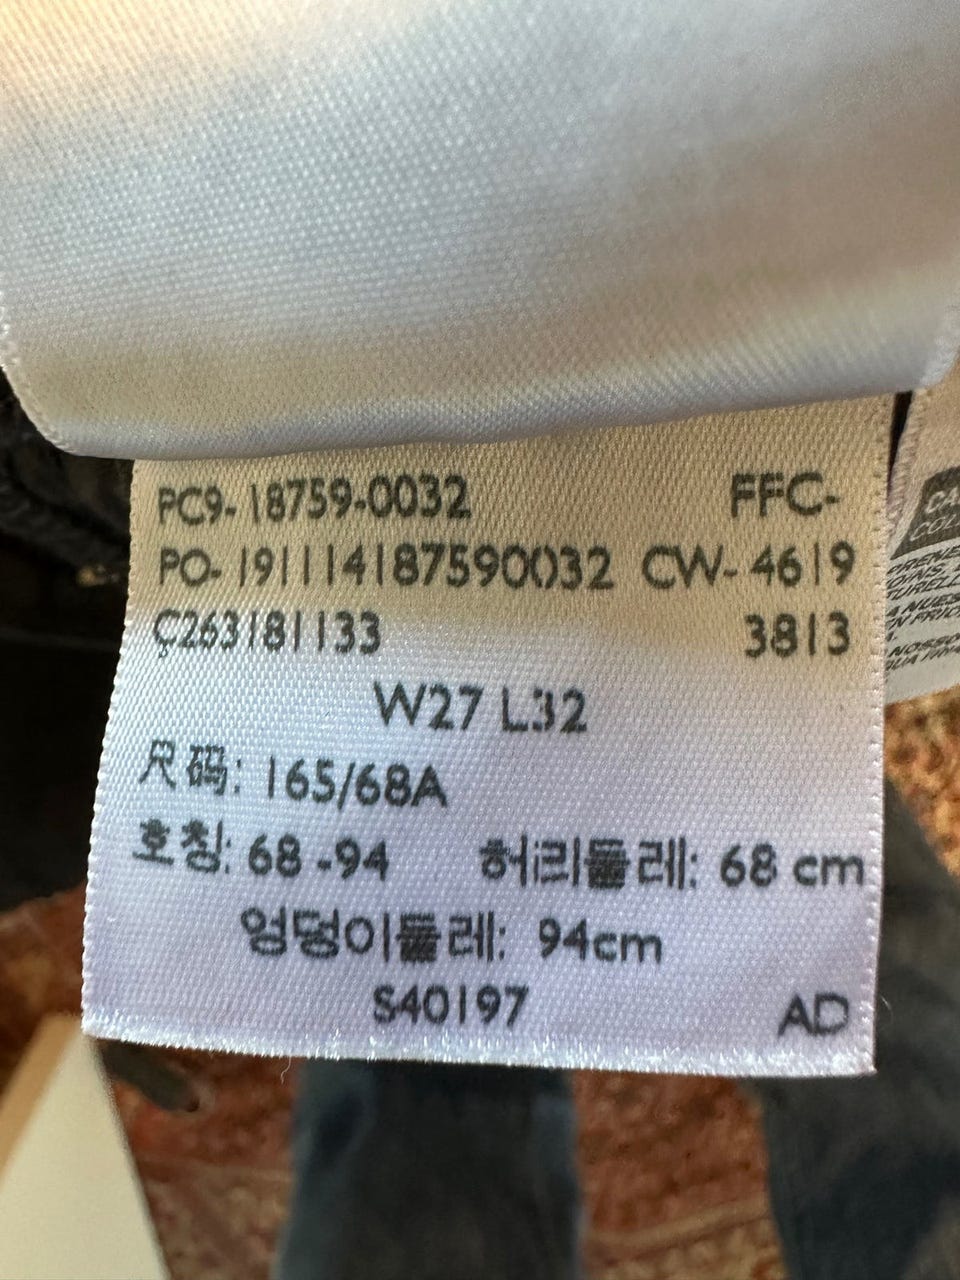 PC9-18759-0032 FFC-
PO-191114187590032 CW-4619
Ç263181133 3813
W27 L32
尺码: 165/68A
호칭: 68-94 허리둘레: 68 cm
엉덩이둘레: 94cm
S40197 AD